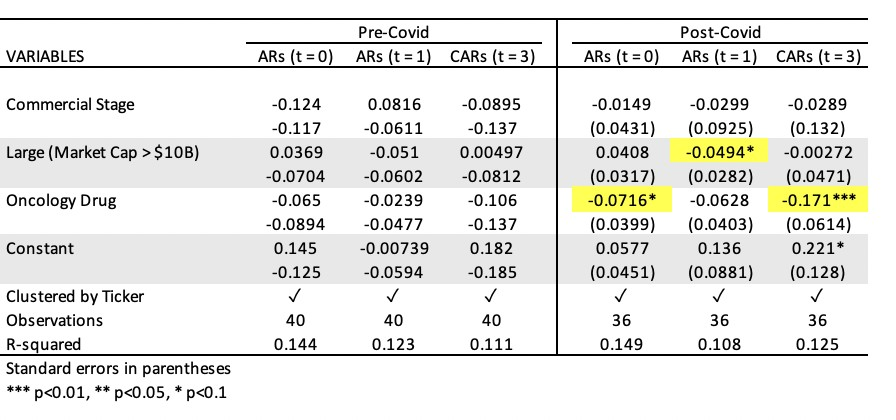 Pre-Covid Post-Covid
VARIABLES ARs (t = 0) ARs (t = 1) CARs (t = 3) ARs (t = 0) ARs (t = 1) CARs (t = 3)
Commercial Stage -0.124 0.0816 -0.0895 -0.0149 -0.0299 -0.0289
-0.117 -0.0611 -0.137 (0.0431) (0.0925) (0.132)
Large (Market Cap > $10B) 0.0369 -0.051 0.00497 0.0408 -0.0494* -0.00272
-0.0704 -0.0602 -0.0812 (0.0317) (0.0282) (0.0471)
Oncology Drug -0.065 -0.0239 -0.106 -0.0716* -0.0628 -0.171***
-0.0894 -0.0477 -0.137 (0.0399) (0.0403) (0.0614)
Constant 0.145 -0.00739 0.182 0.0577 0.136 0.221*
-0.125 -0.0594 -0.185 (0.0451) (0.0881) (0.128)
Clustered by Ticker ✓ ✓ ✓ ✓ ✓ ✓
Observations 40 40 40 36 36 36
R-squared 0.144 0.123 0.111 0.149 0.108 0.125
Standard errors in parentheses
*** p<0.01, ** p<0.05, * p<0.1